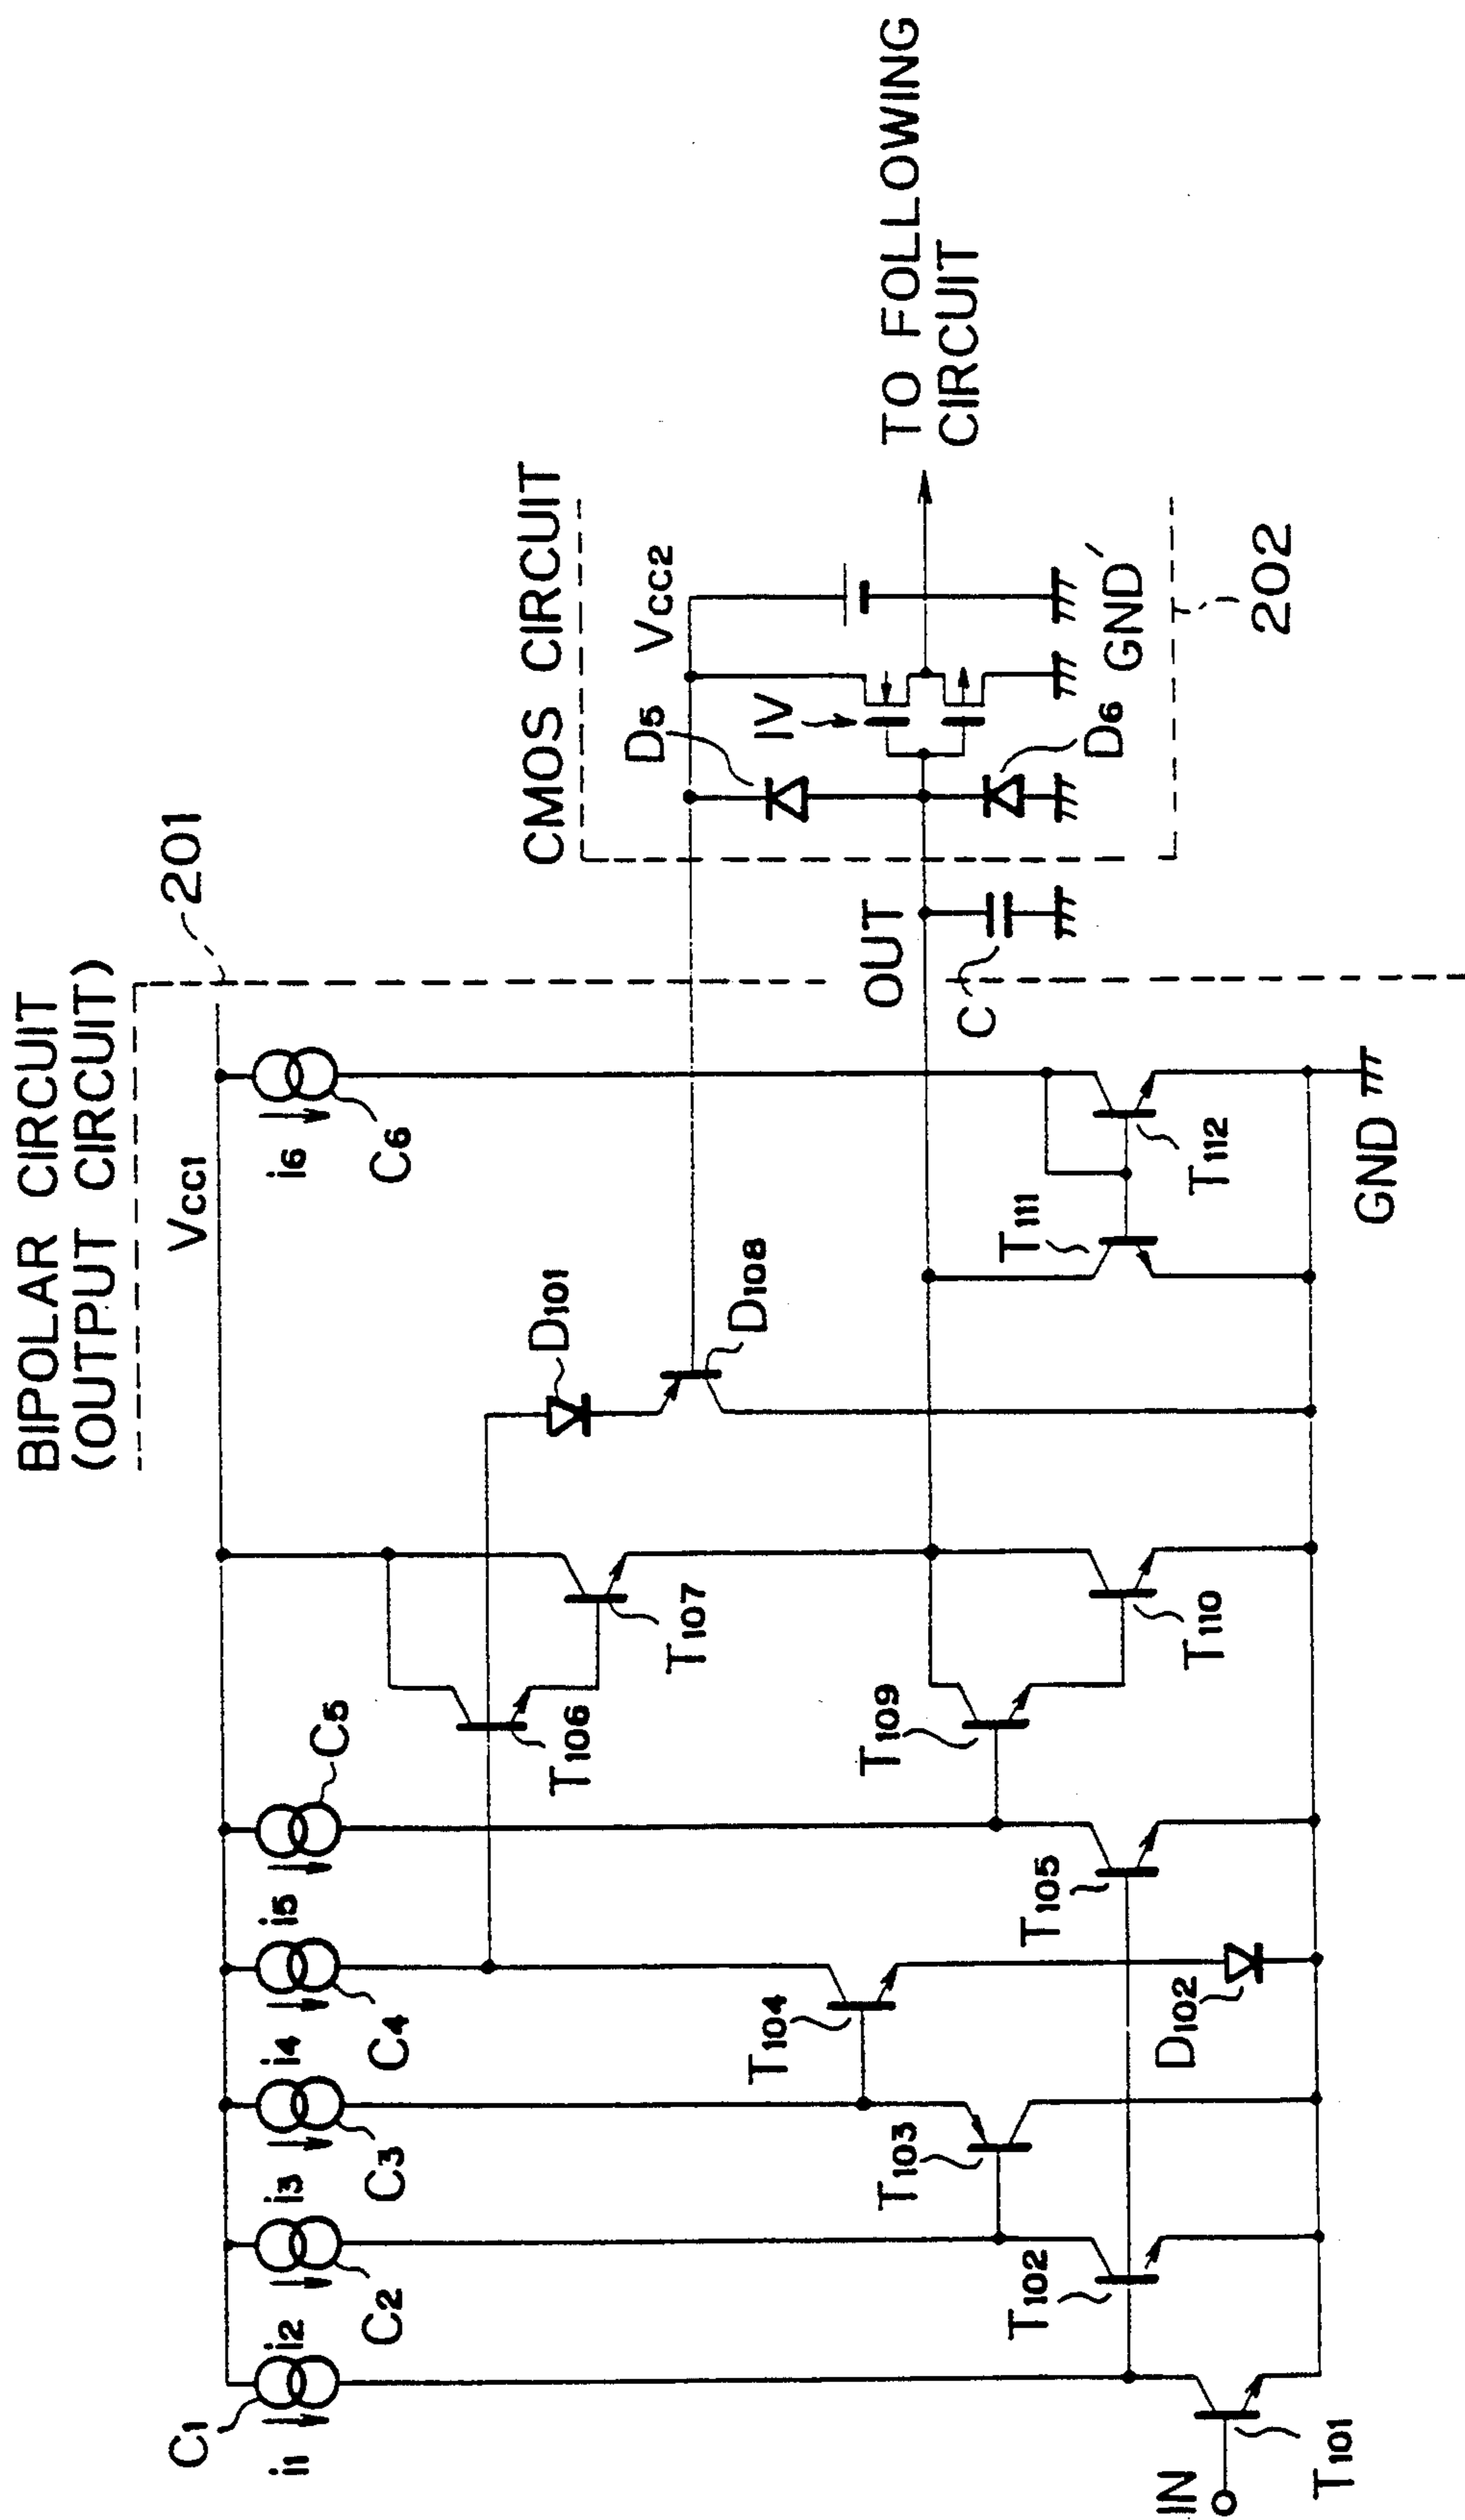 BIPOLAR CIRCUIT
(OUTPUT CIRCUIT)
201
Vcc1
C1
i1
i2
C2
i3
C3
i4
C4
i5
C5
i6
C6
CMOS CIRCUIT
Vcc2
D5
IV
D6
GND'
202
TO FOLLOWING
CIRCUIT
OUT
C
D101
D108
T106
T107
T109
T110
T111
T112
GND
T104
T105
D102
T103
T102
IN
T101